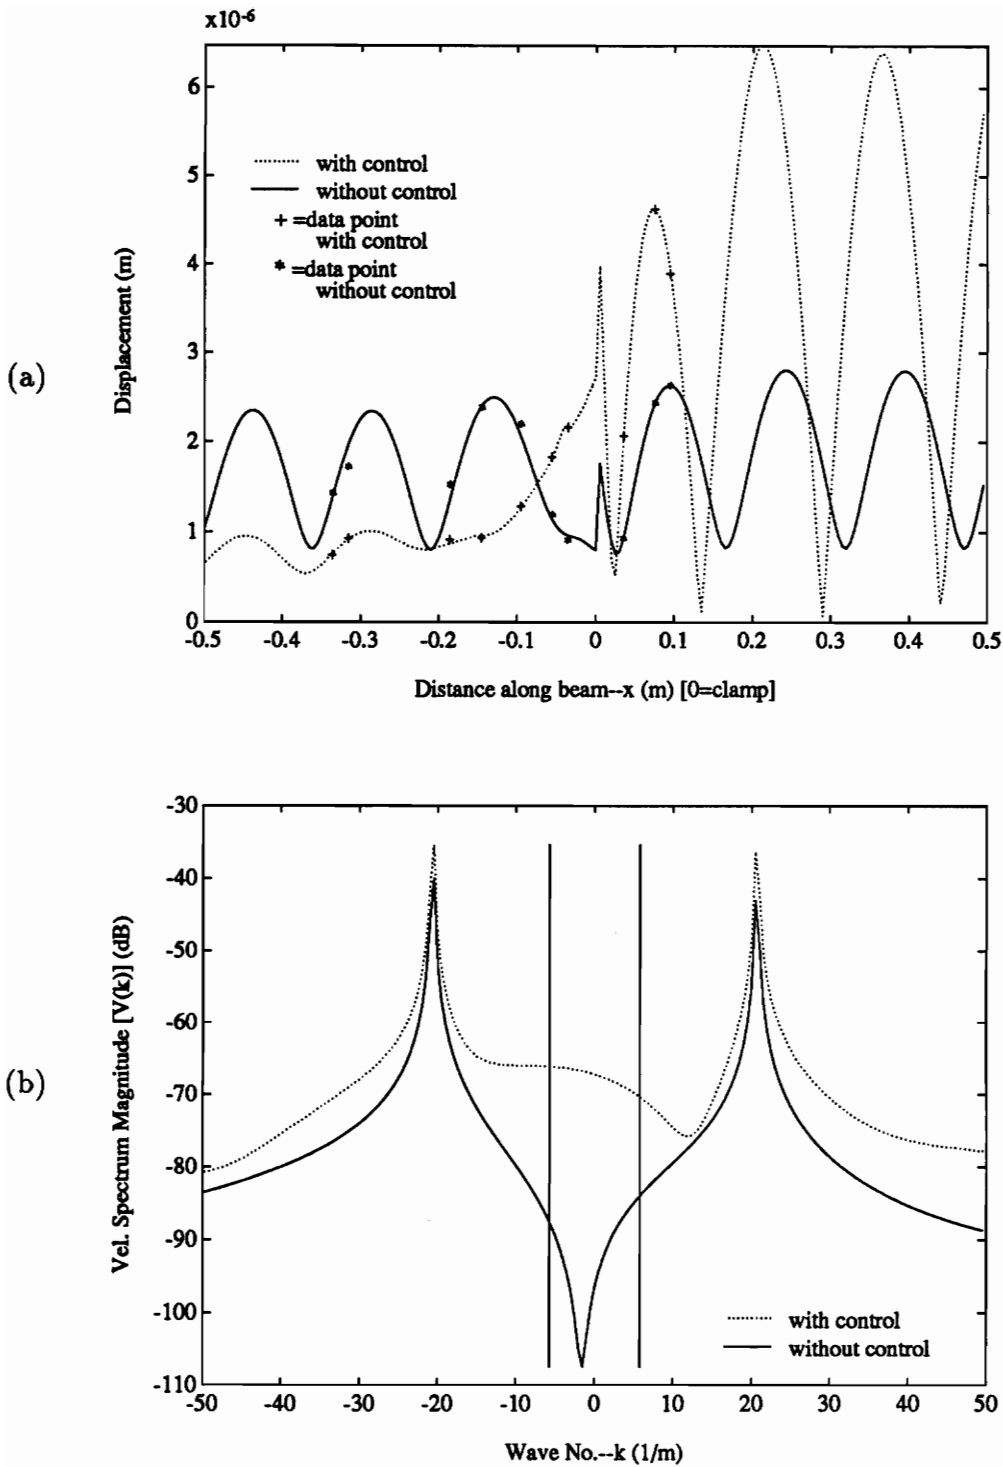 x10-6
6
5
4
3
2
1
0
with control
without control
+ =data point
with control
* =data point
without control
Displacement (m)
(a)
-0.5 -0.4 -0.3 -0.2 -0.1 0 0.1 0.2 0.3 0.4 0.5
Distance along beam--x (m) [0=clamp]
-30
-40
-50
-60
-70
-80
-90
-100
-110
Vel. Spectrum Magnitude [V(k)] (dB)
(b)
with control
without control
-50 -40 -30 -20 -10 0 10 20 30 40 50
Wave No.--k (1/m)